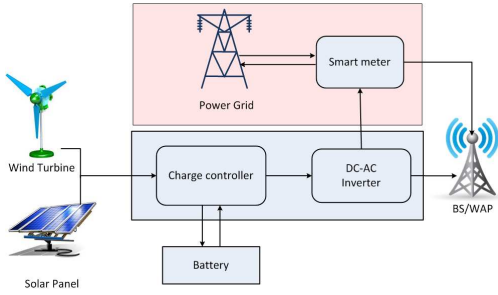 Power Grid
Smart meter
Wind Turbine
Charge controller
DC-AC
Inverter
BS/WAP
Battery
Solar Panel